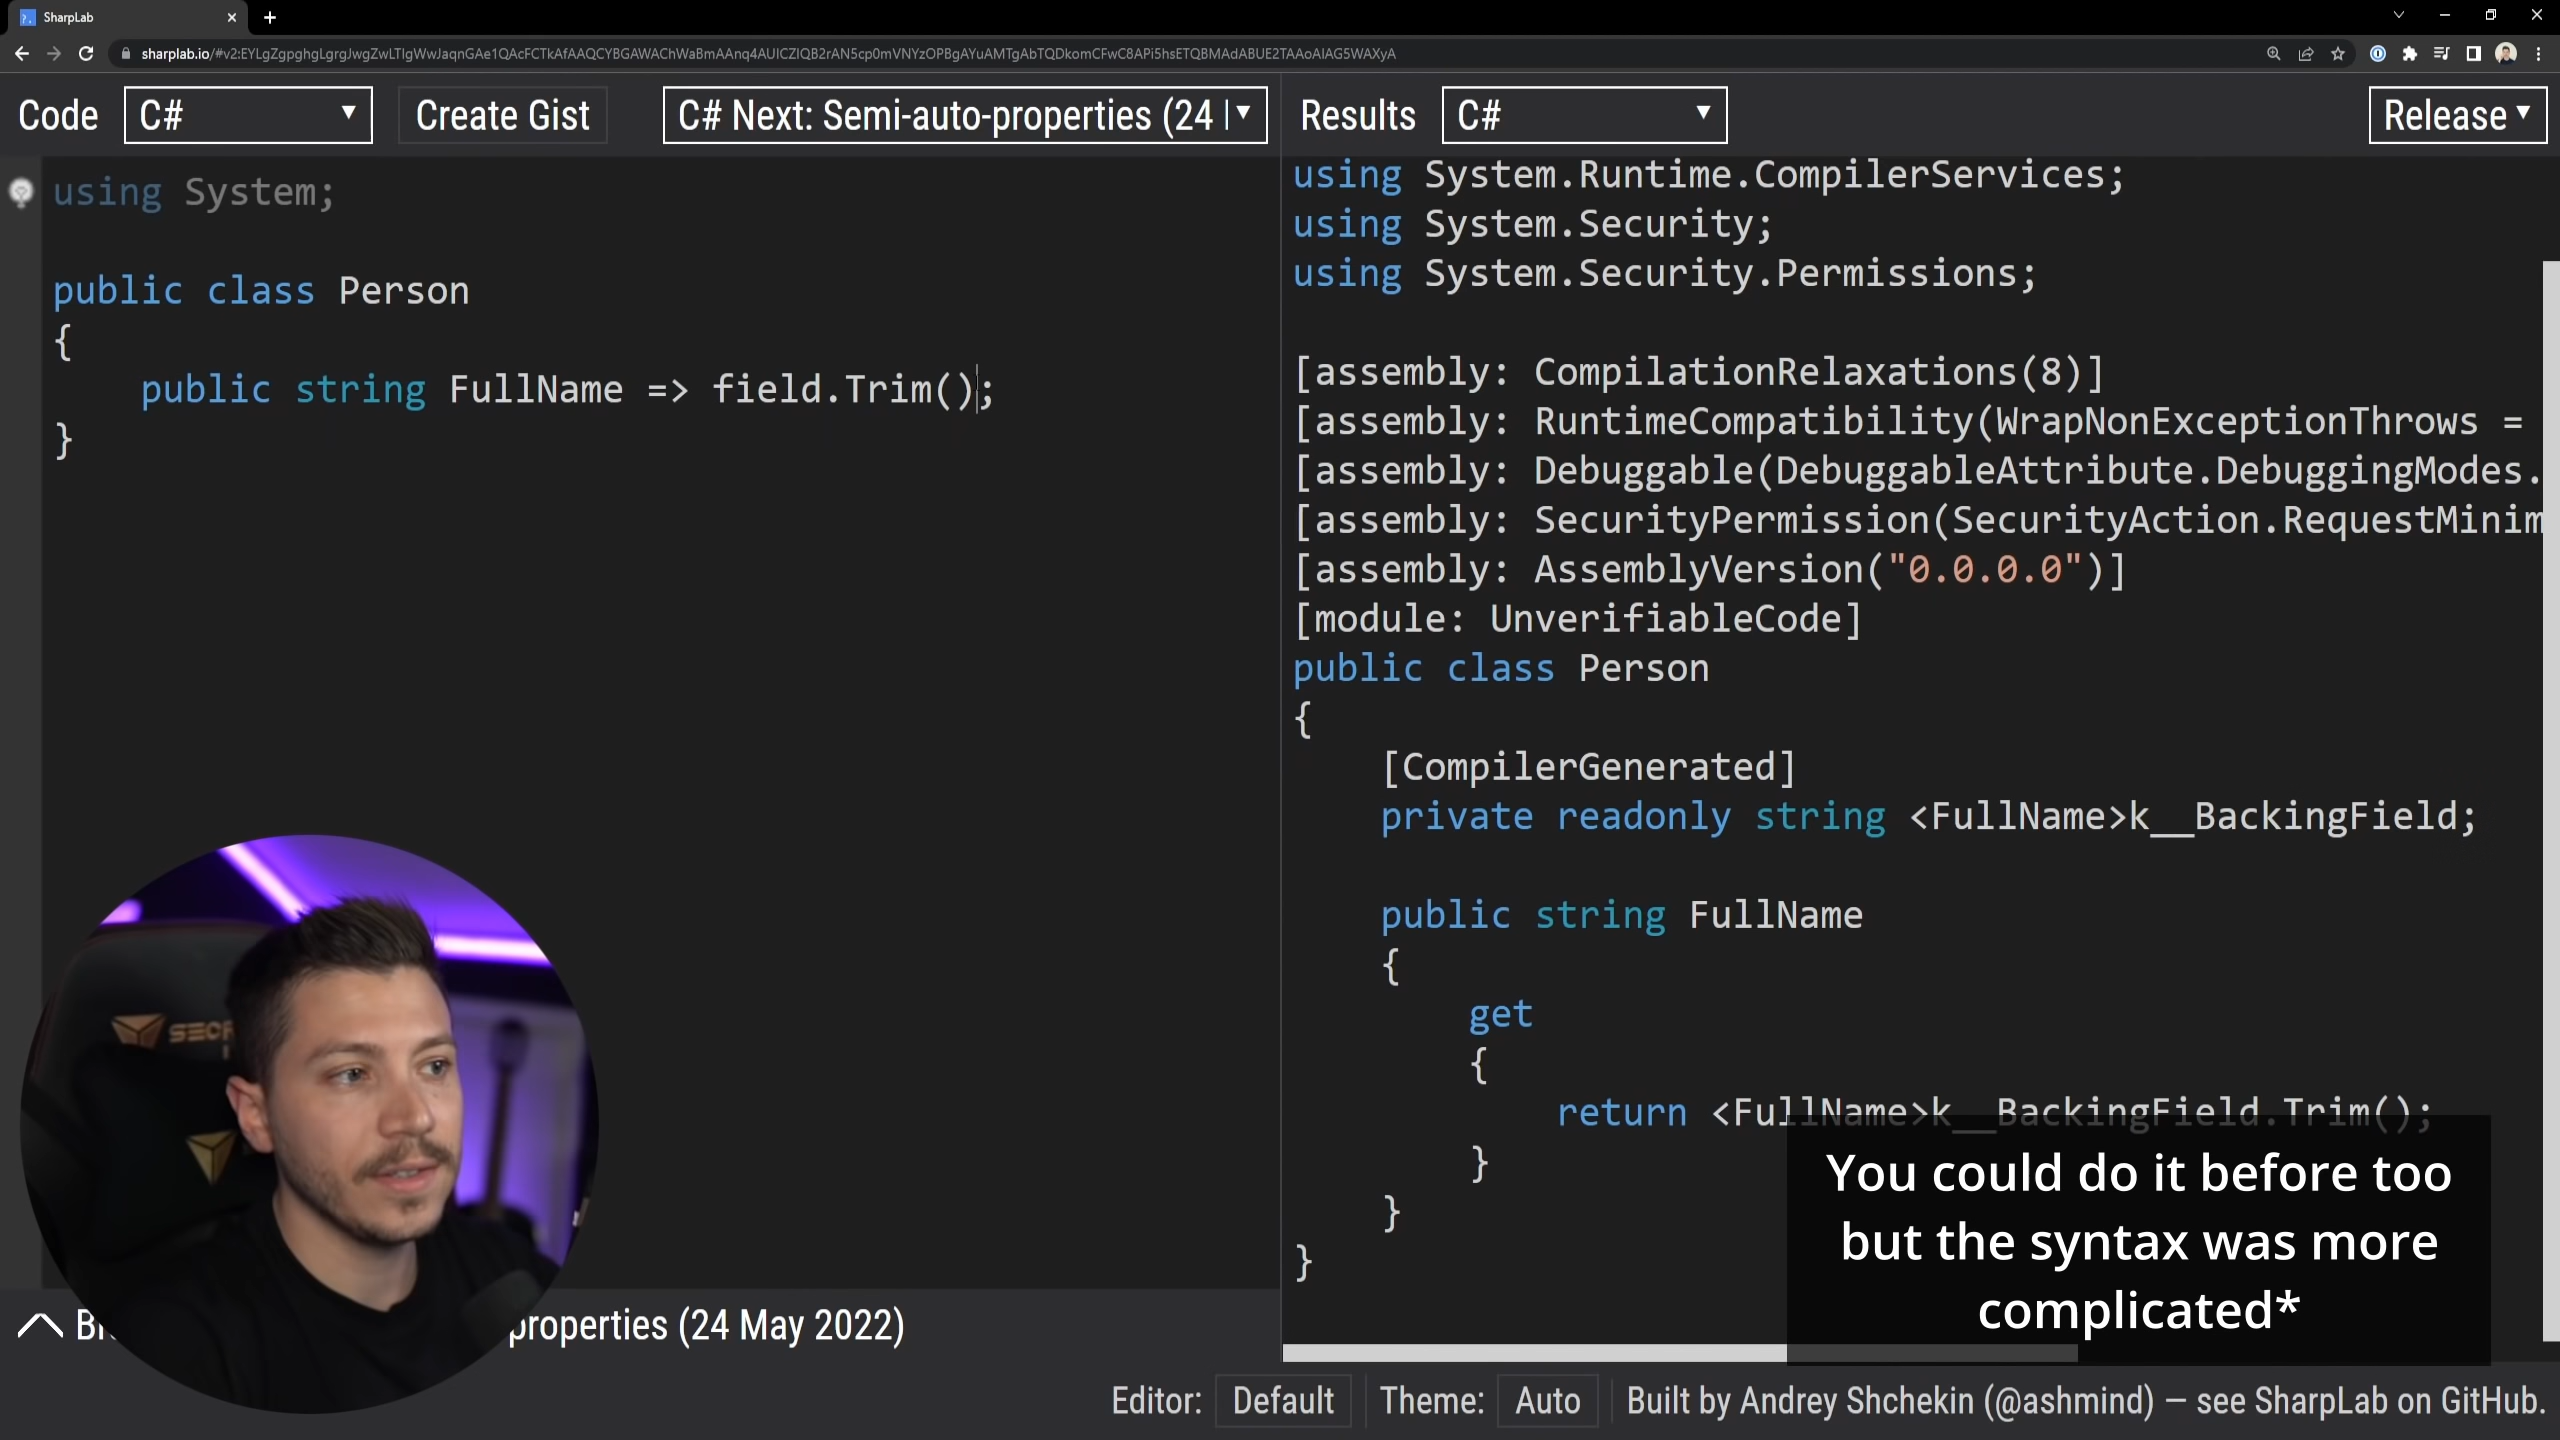 SharpLab
sharplab.io/#v2:EYLgZgpghgLgrgJwgZwLTIgWwJaqnGAe1QAcFCTkAfAAQCYBGAWAChWaBmAAnq4AUICZIQB2rAN5cp0mVNYzOPBgAYuAMTgAbTQDkomCFwC8APi5hsETQBMAdABUE2TAAoAlAG5WAXyA
Code
C#
Create Gist
C# Next: Semi-auto-properties (24
Results
C#
Release
using System;
public class Person
{
public string FullName => field.Trim();
}
using System.Runtime.CompilerServices;
using System.Security;
using System.Security.Permissions;
[assembly: CompilationRelaxations(8)]
[assembly: RuntimeCompatibility(WrapNonExceptionThrows =
[assembly: Debuggable(DebuggableAttribute.DebuggingModes.
[assembly: SecurityPermission(SecurityAction.RequestMinim
[assembly: AssemblyVersion("0.0.0.0")]
[module: UnverifiableCode]
public class Person
{
[CompilerGenerated]
private readonly string <FullName>k__BackingField;
public string FullName
{
get
{
return <FullName>k__BackingField.Trim();
}
}
}
You could do it before too
but the syntax was more
complicated*
properties (24 May 2022)
Editor: Default Theme: Auto Built by Andrey Shchekin (@ashmind) — see SharpLab on GitHub.